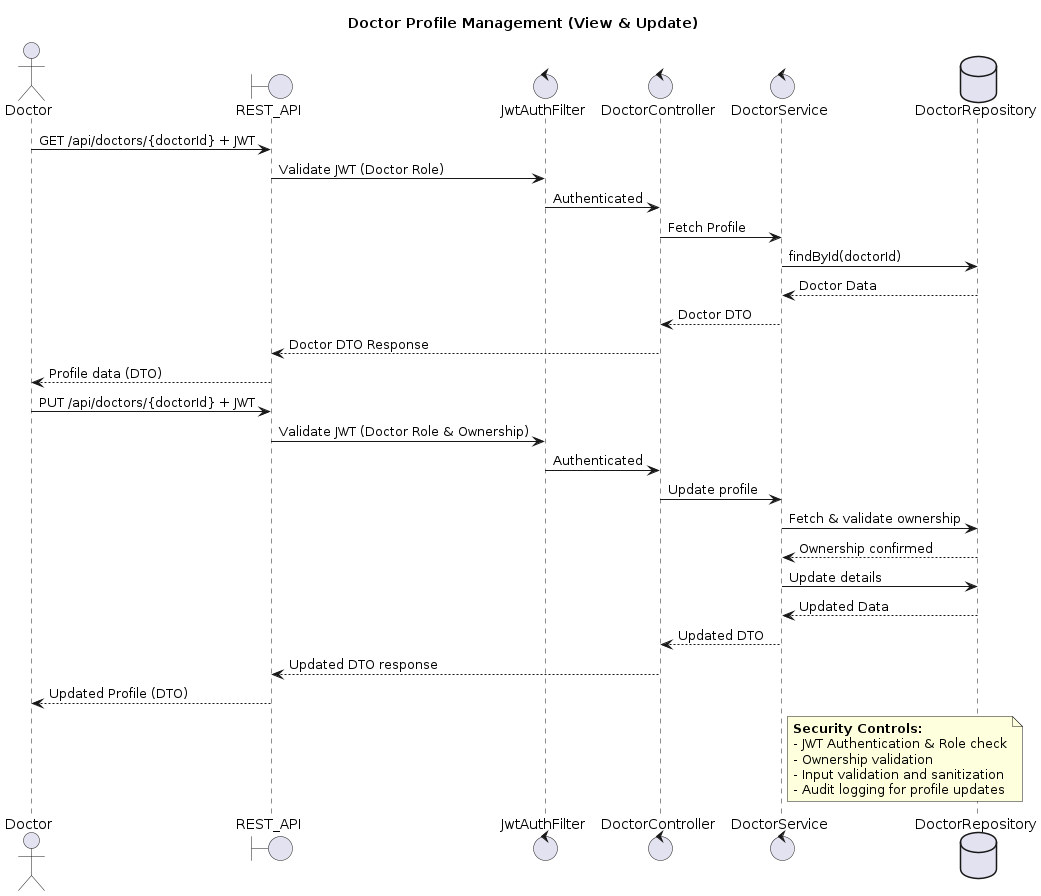 Doctor Profile Management (View & Update)
Doctor REST_API JwtAuthFilter DoctorController DoctorService DoctorRepository
GET /api/doctors/{doctorId} + JWT
Validate JWT (Doctor Role)
Authenticated
Fetch Profile
findById(doctorId)
Doctor Data
Doctor DTO
Doctor DTO Response
Profile data (DTO)
PUT /api/doctors/{doctorId} + JWT
Validate JWT (Doctor Role & Ownership)
Authenticated
Update profile
Fetch & validate ownership
Ownership confirmed
Update details
Updated Data
Updated DTO
Updated DTO response
Updated Profile (DTO)
Security Controls:
- JWT Authentication & Role check
- Ownership validation
- Input validation and sanitization
- Audit logging for profile updates
Doctor REST_API JwtAuthFilter DoctorController DoctorService DoctorRepository